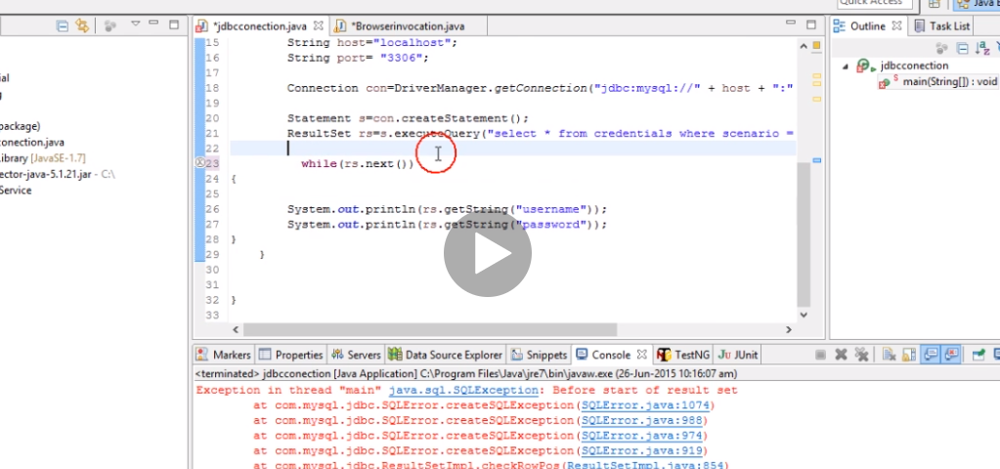 Quick Access
Java E
*jdbcconection.java
*Browserinvocation.java
Outline
Task List
ial
package)
onection.java
ibrary [JavaSE-1.7]
ector-java-5.1.21.jar - C:\
Service
15 String host="localhost";
16 String port= "3306";
17
18 Connection con=DriverManager.getConnection("jdbc:mysql://" + host + ":"
19
20 Statement s=con.createStatement();
21 ResultSet rs=s.executeQuery("select * from credentials where scenario =
22
23 while(rs.next())
24 {
25
26 System.out.println(rs.getString("username"));
27 System.out.println(rs.getString("password"));
28 }
29 }
30
31
32 }
33
jdbcconection
main(String[]) : void
Markers
Properties
Servers
Data Source Explorer
Snippets
Console
TestNG
JUnit
<terminated> jdbcconection [Java Application] C:\Program Files\Java\jre7\bin\javaw.exe (26-Jun-2015 10:16:07 am)
Exception in thread "main" java.sql.SQLException: Before start of result set
at com.mysql.jdbc.SQLError.createSQLException(SQLError.java:1074)
at com.mysql.jdbc.SQLError.createSQLException(SQLError.java:988)
at com.mysql.jdbc.SQLError.createSQLException(SQLError.java:974)
at com.mysql.jdbc.SQLError.createSQLException(SQLError.java:919)
at com.mysql.jdbc.ResultSetImpl.checkRowPos(ResultSetImpl.java:854)